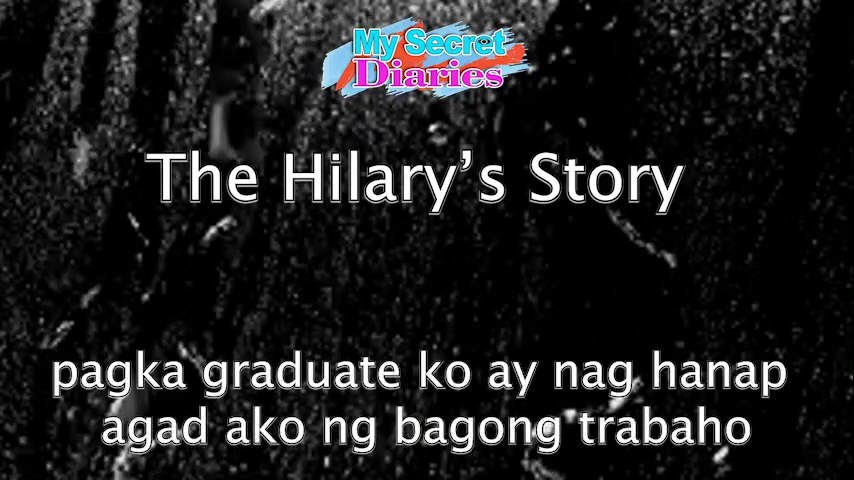 My Secret
Diaries
The Hilary's Story
pagka graduate ko ay nag hanap
agad ako ng bagong trabaho